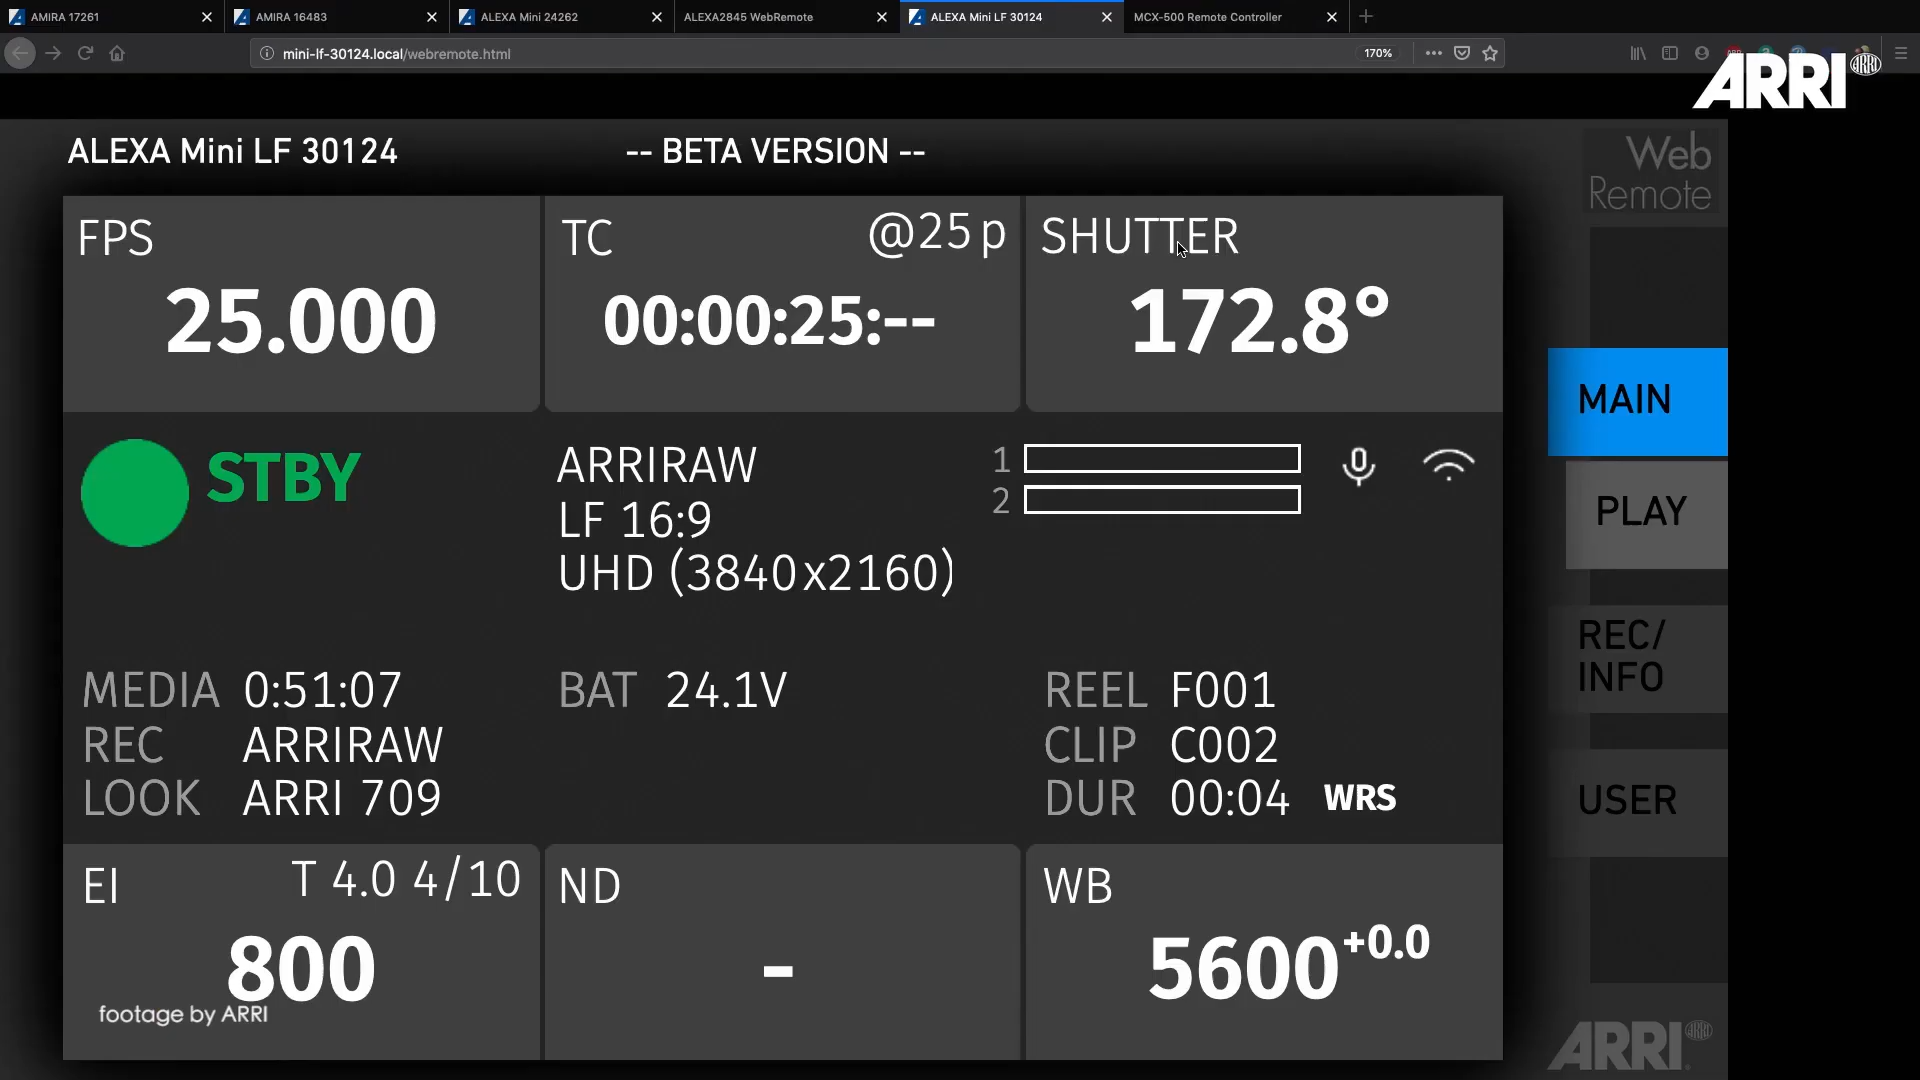 AMIRA 17261
AMIRA 16483
ALEXA Mini 24262
ALEXA2845 WebRemote
ALEXA Mini LF 30124
MCX-500 Remote Controller
mini-lf-30124.local/webremote.html
170%
ARRI
ALEXA Mini LF 30124
-- BETA VERSION --
Web
Remote
FPS
25.000
TC
@25 p
00:00:25:--
SHUTTER
172.8°
MAIN
PLAY
REC/
INFO
USER
STBY
ARRIRAW
LF 16:9
UHD (3840x2160)
1
2
MEDIA 0:51:07
REC ARRIRAW
LOOK ARRI 709
BAT 24.1V
REEL F001
CLIP C002
DUR 00:04 WRS
EI T 4.0 4/10
800
ND
-
WB
5600+0.0
footage by ARRI
ARRI